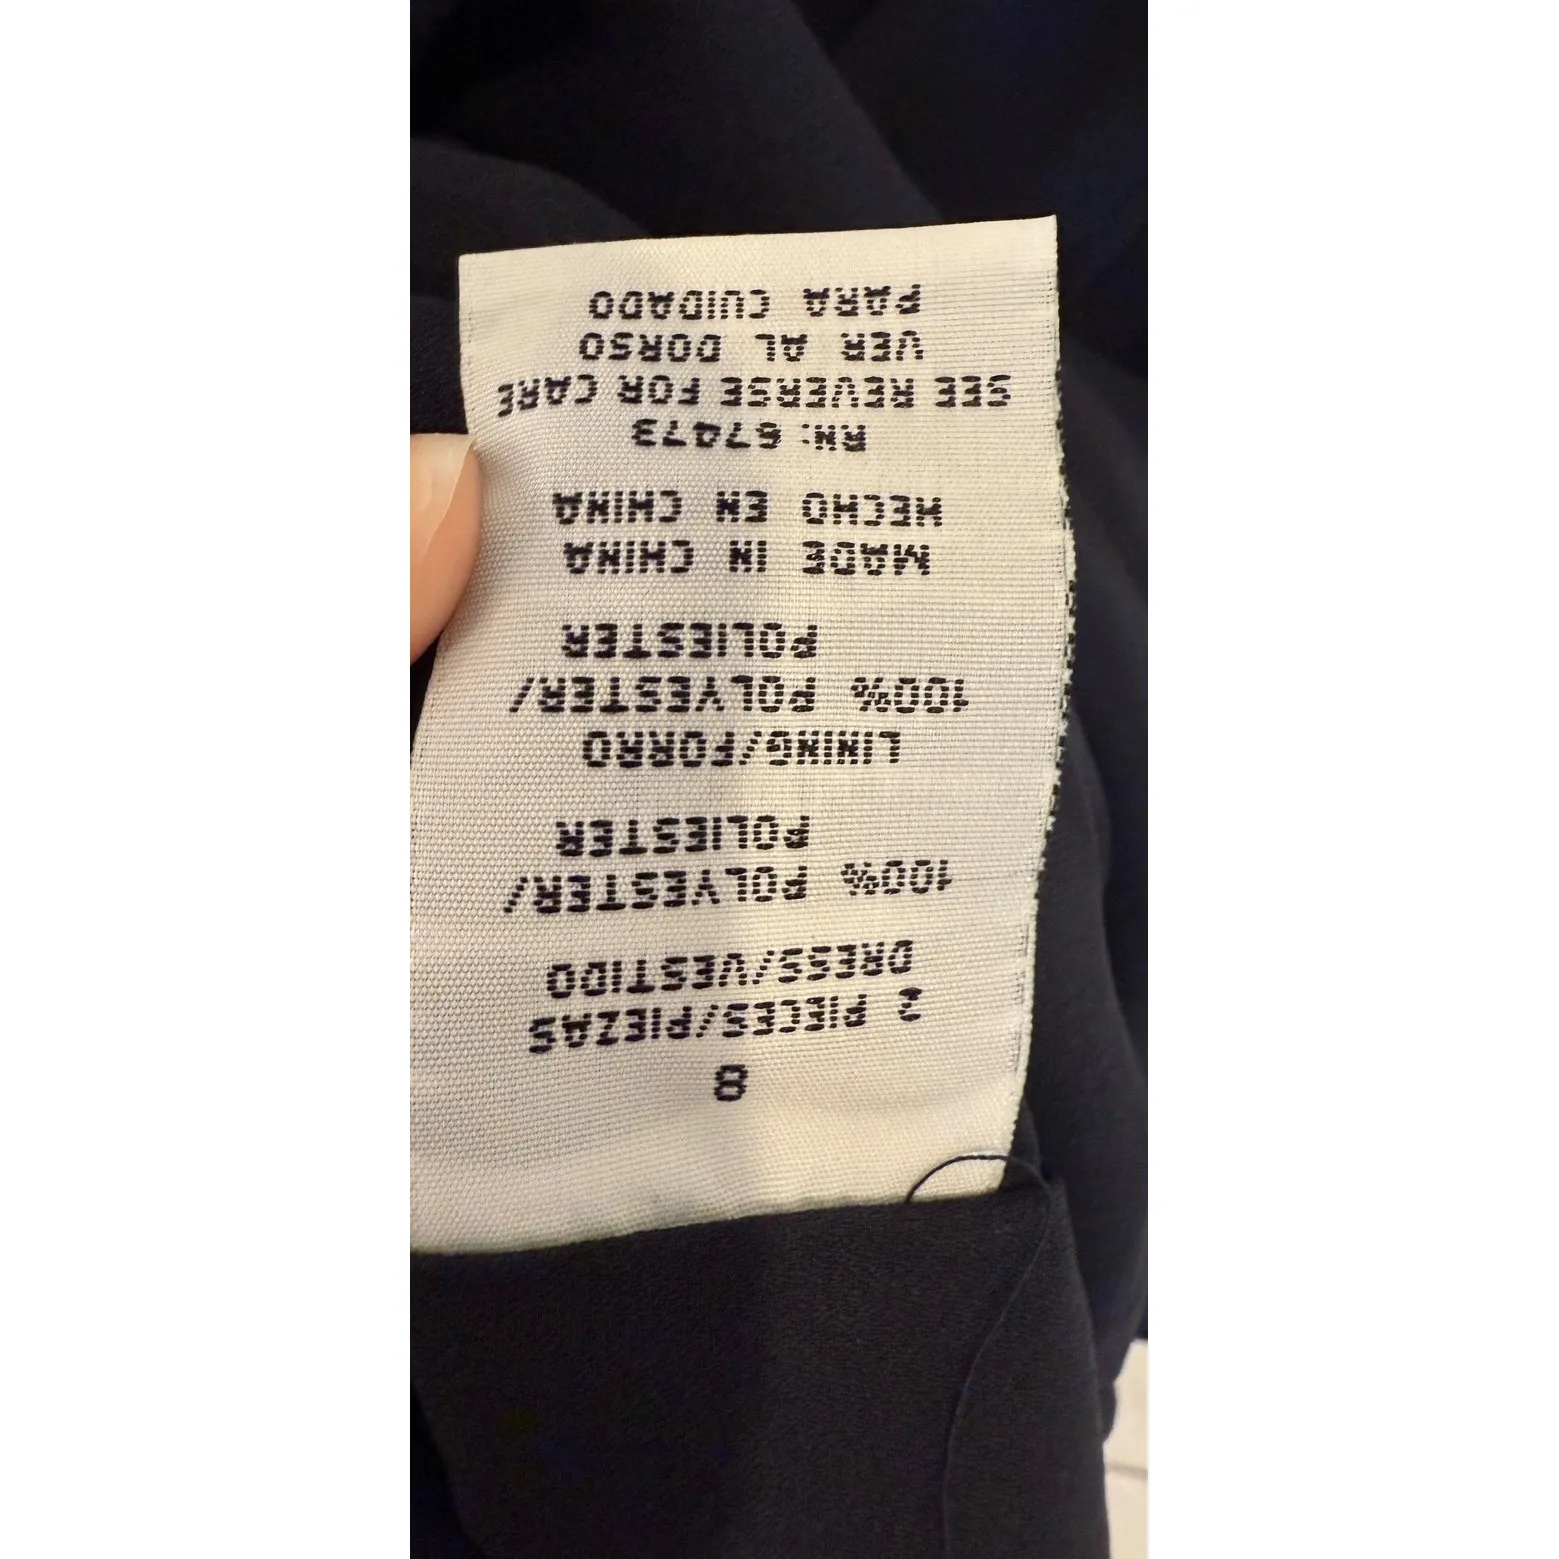 8
2 PIECES/PIEZAS
DRESS/VESTIDO
100% POLYESTER/
POLIESTER
LINING/FORRO
100% POLYESTER/
POLIESTER
MADE IN CHINA
HECHO EN CHINA
RN: 67473
SEE REVERSE FOR CARE
VER AL DORSO
PARA CUIDADO